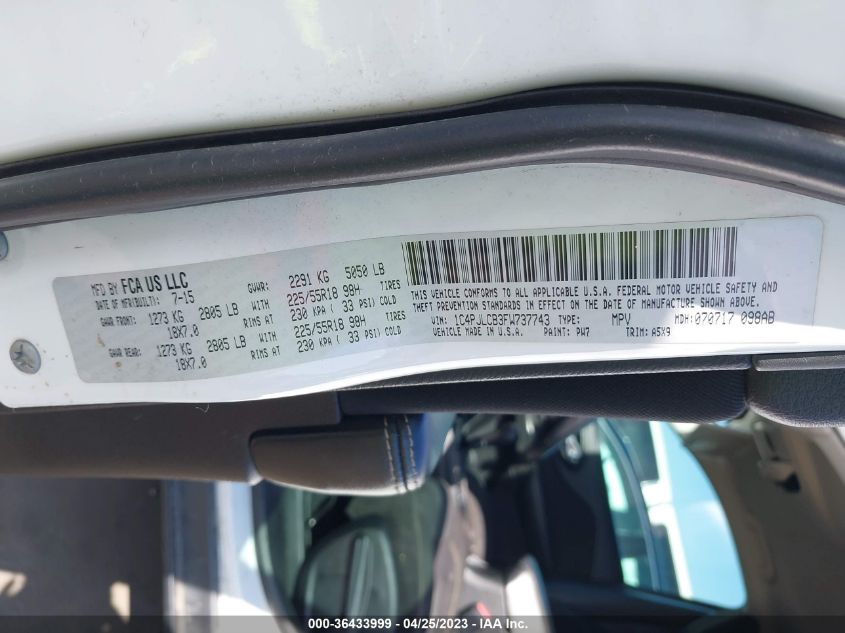 MFD BY FCA US LLC
DATE OF MFR(BUILT): 7-15 GVWR: 2291 KG 5050 LB
GAWR FRONT: 1273 KG 2805 LB WITH 225/55R18 98H TIRES
18X7.0 RIMS AT 230 KPA ( 33 PSI) COLD
GAWR REAR: 1273 KG 2805 LB WITH 225/55R18 98H TIRES
18X7.0 RIMS AT 230 KPA ( 33 PSI) COLD
THIS VEHICLE CONFORMS TO ALL APPLICABLE U.S.A. FEDERAL MOTOR VEHICLE SAFETY/
THEFT PREVENTION STANDARDS IN EFFECT ON THE DATE OF MANUFACTURE SHOWN ABOVE.
VIN: 1C4PJLCB3FW737743 TYPE: MPV MDH: 070717 098AB
VEHICLE MADE IN U.S.A. PAINT: PW7 TRIM: A5X9
000-36433999 - 04/25/2023 - IAA Inc.